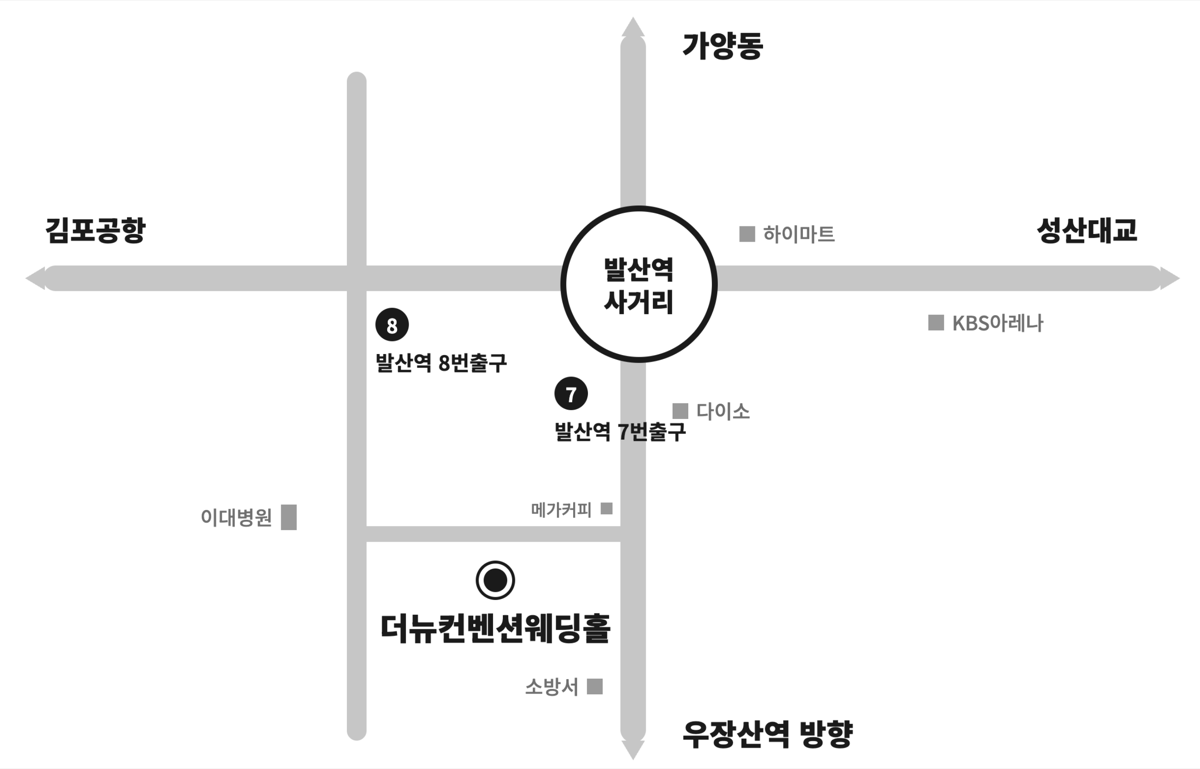 가양동
김포공항
하이마트
성산대교
발산역
사거리
8
KBS아레나
발산역 8번출구
7
다이소
발산역 7번출구
이대병원
메가커피
더뉴컨벤션웨딩홀
소방서
우장산역 방향